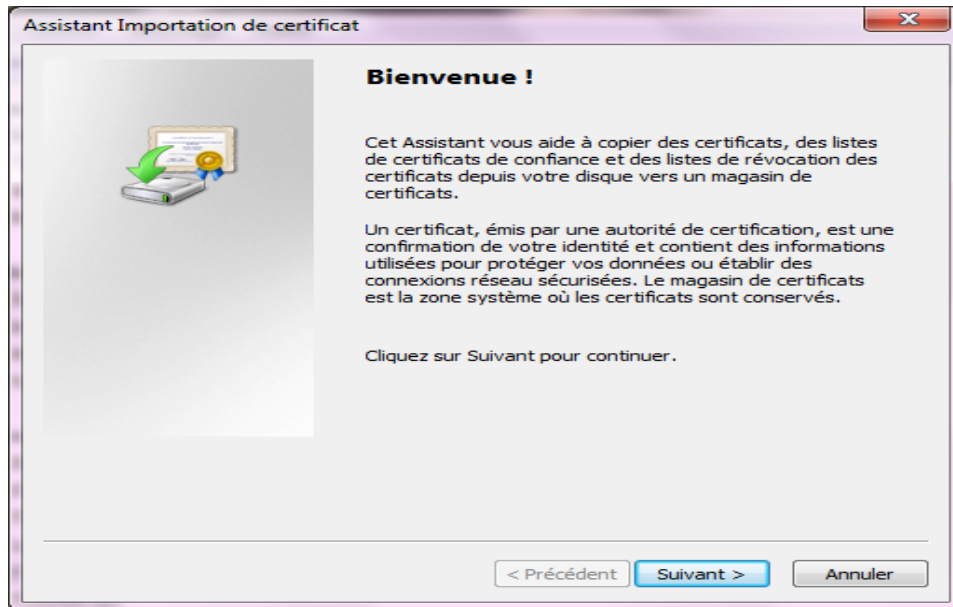 Assistant Importation de certificat
Bienvenue !
Cet Assistant vous aide à copier des certificats, des listes
de certificats de confiance et des listes de révocation des
certificats depuis votre disque vers un magasin de
certificats.
Un certificat, émis par une autorité de certification, est une
confirmation de votre identité et contient des informations
utilisées pour protéger vos données ou établir des
connexions réseau sécurisées. Le magasin de certificats
est la zone système où les certificats sont conservés.
Cliquez sur Suivant pour continuer.
< Précédent Suivant > Annuler